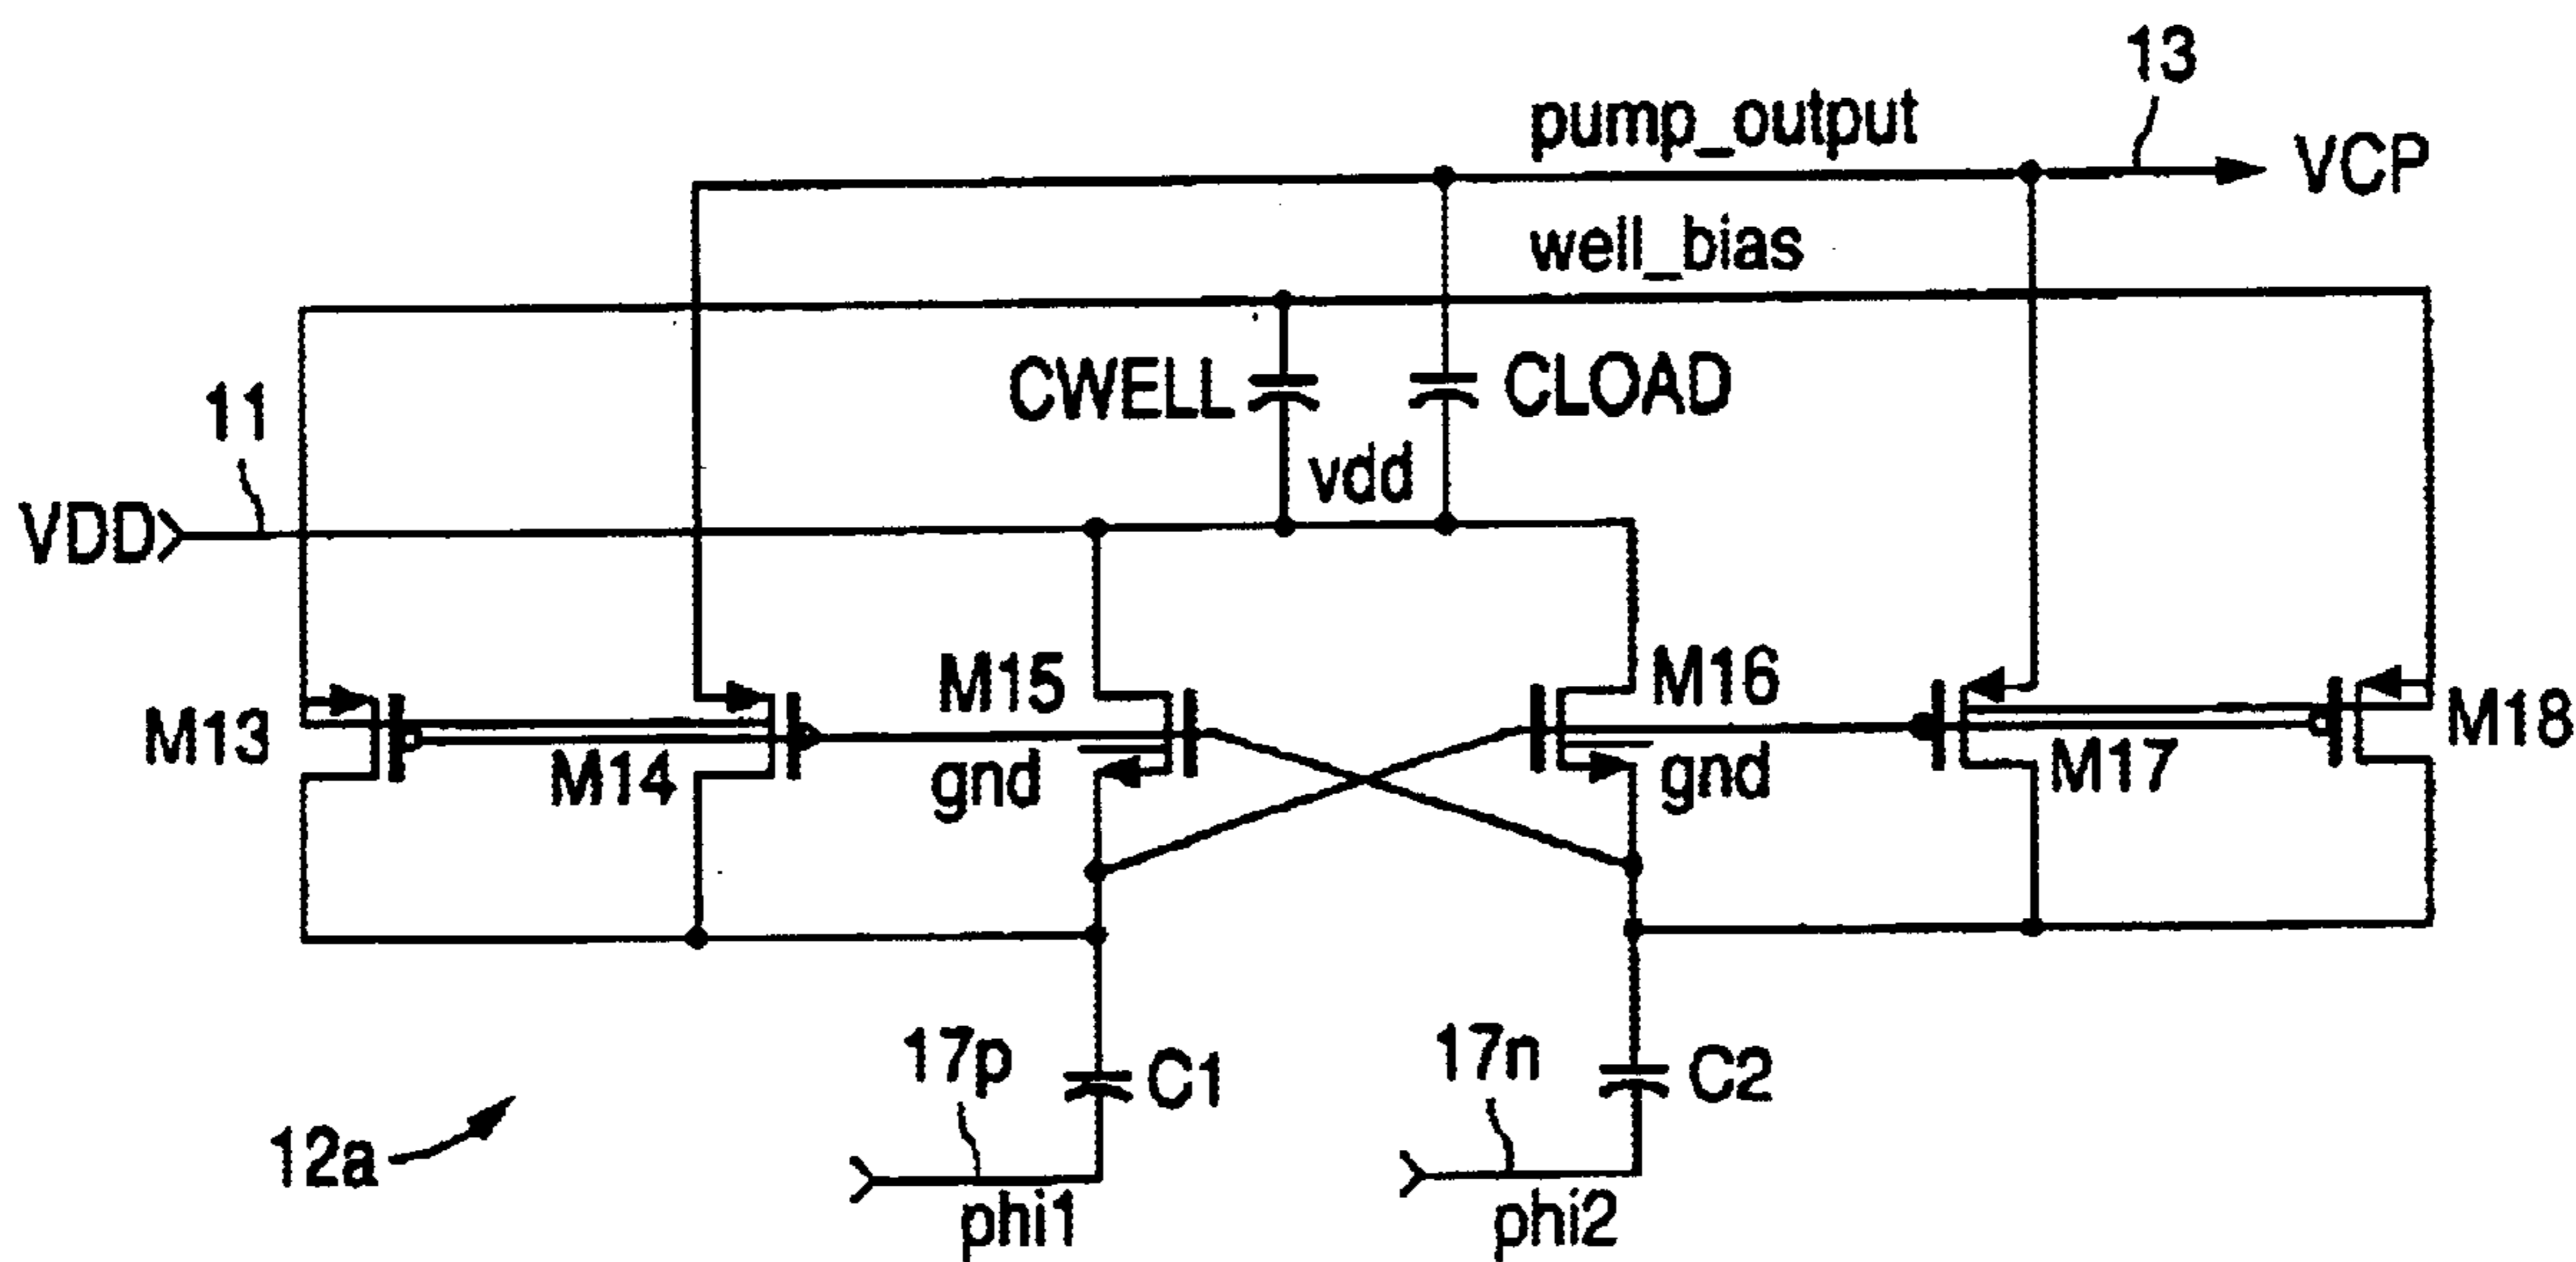 13
pump_output
VCP
well_bias
CWELL
CLOAD
11
vdd
VDD
M15
M16
M13
M14
gnd
gnd
M17
M18
17p
C1
17n
C2
12a
phi1
phi2